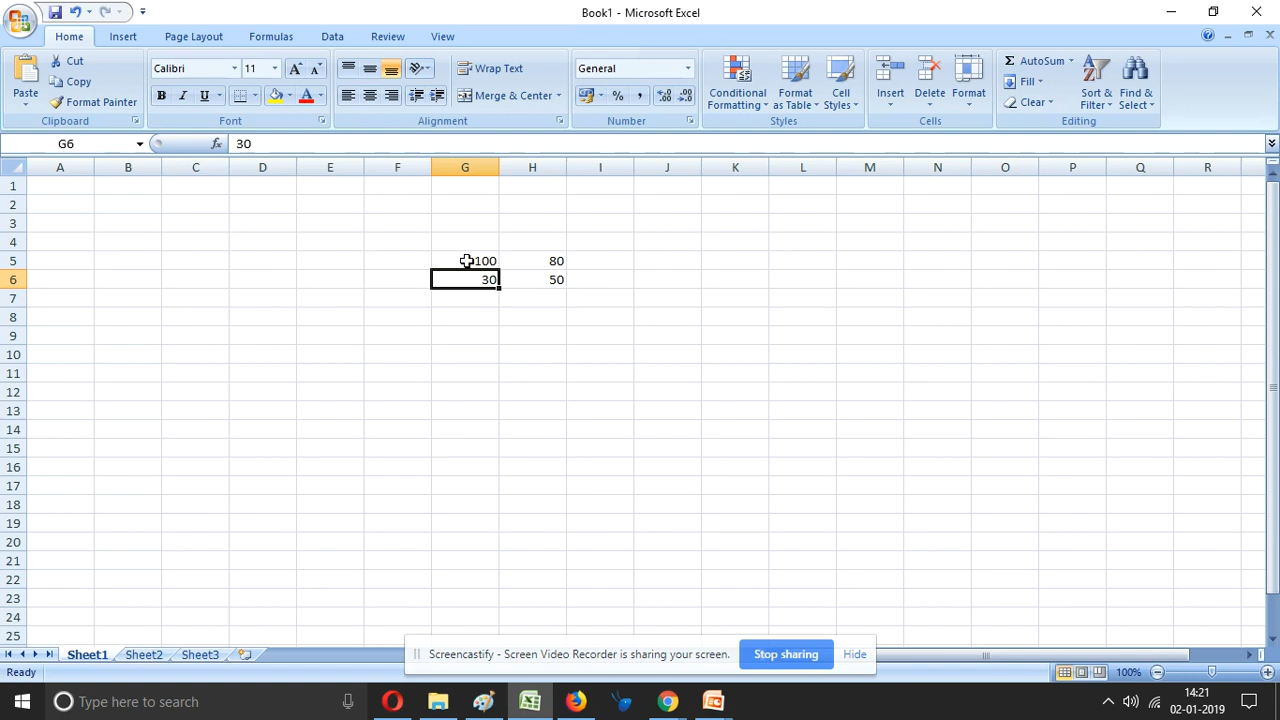 Book1 - Microsoft Excel
Home Insert Page Layout Formulas Data Review View
Paste
Cut
Copy
Format Painter
Clipboard
Calibri 11
B I U
Font
Wrap Text
Merge & Center
Alignment
General
% ,
Number
Conditional Formatting
Format as Table
Cell Styles
Styles
Insert
Delete
Format
Cells
Σ AutoSum
Fill
Clear
Sort & Filter
Find & Select
Editing
G6 fx 30
A B C D E F G H I J K L M N O P Q R
1
2
3
4
5 100 80
6 30 50
7
8
9
10
11
12
13
14
15
16
17
18
19
20
21
22
23
24
25
Screencastify - Screen Video Recorder is sharing your screen. Stop sharing Hide
Sheet1 Sheet2 Sheet3
Ready 100%
Type here to search
14:21
02-01-2019